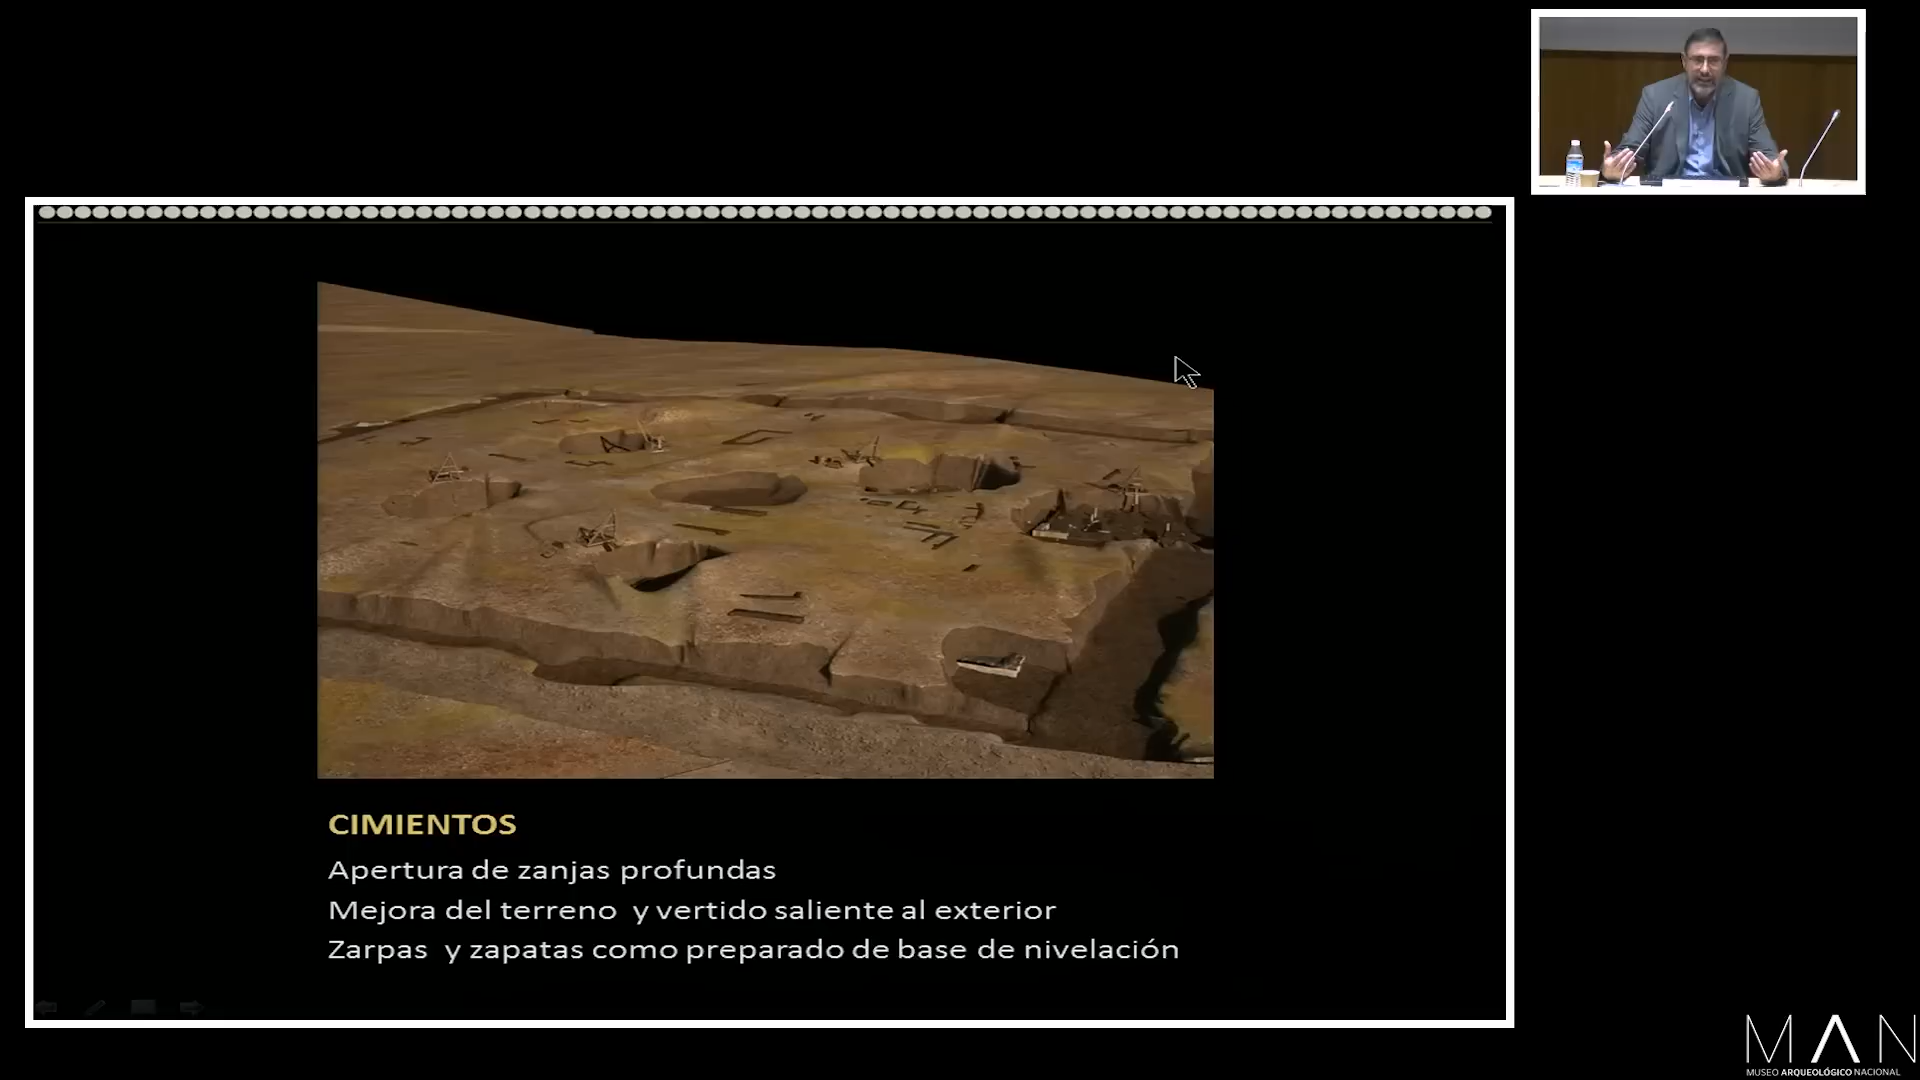 CIMIENTOS
Apertura de zanjas profundas
Mejora del terreno y vertido saliente al exterior
Zarpas y zapatas como preparado de base de nivelación
MAN
MUSEO ARQUEOLÓGICO NACIONAL